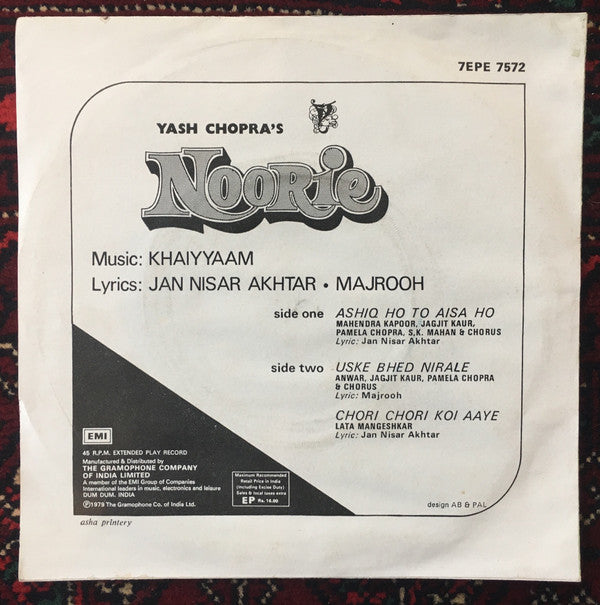 7EPE 7572
YASH CHOPRA'S
NOORIE
Music: KHAIYYAAM
Lyrics: JAN NISAR AKHTAR • MAJROOH
side one ASHIQ HO TO AISA HO
MAHENDRA KAPOOR, JAGJIT KAUR,
PAMELA CHOPRA, S.K. MAHAN & CHORUS
Lyric: Jan Nisar Akhtar
side two USKE BHED NIRALE
ANWAR, JAGJIT KAUR, PAMELA CHOPRA
& CHORUS
Lyric: Majrooh
CHORI CHORI KOI AAYE
LATA MANGESHKAR
Lyric: Jan Nisar Akhtar
EMI
45 R.P.M. EXTENDED PLAY RECORD
Manufactured & Distributed by
THE GRAMOPHONE COMPANY
OF INDIA LIMITED
A member of the EMI Group of Companies
International leaders in music, electronics and leisure
DUM DUM. INDIA
Ⓟ1979 The Gramophone Co. of India Ltd.
Maximum Recommended
Retail Price in India
(Including Excise Duty)
Sales & local taxes extra
EP Rs. 16.00
design AB & PAL
asha printery